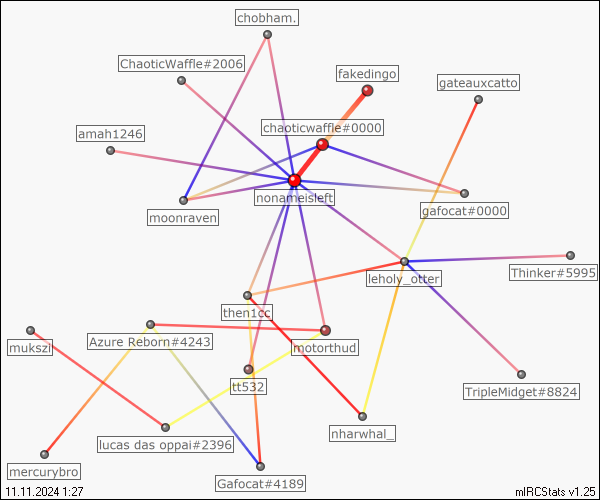 chobham.
ChaoticWaffle#2006
fakedingo
gateauxcatto
chaoticwaffle#0000
amah1246
nonameisleft
moonraven
gafocat#0000
Thinker#5995
leholy_otter
then1cc
Azure Reborn#4243
motorthud
mukszi
tt532
TripleMidget#8824
nharwhal_
lucas das oppai#2396
mercurybro
Gafocat#4189
11.11.2024 1:27
mIRCStats v1.25